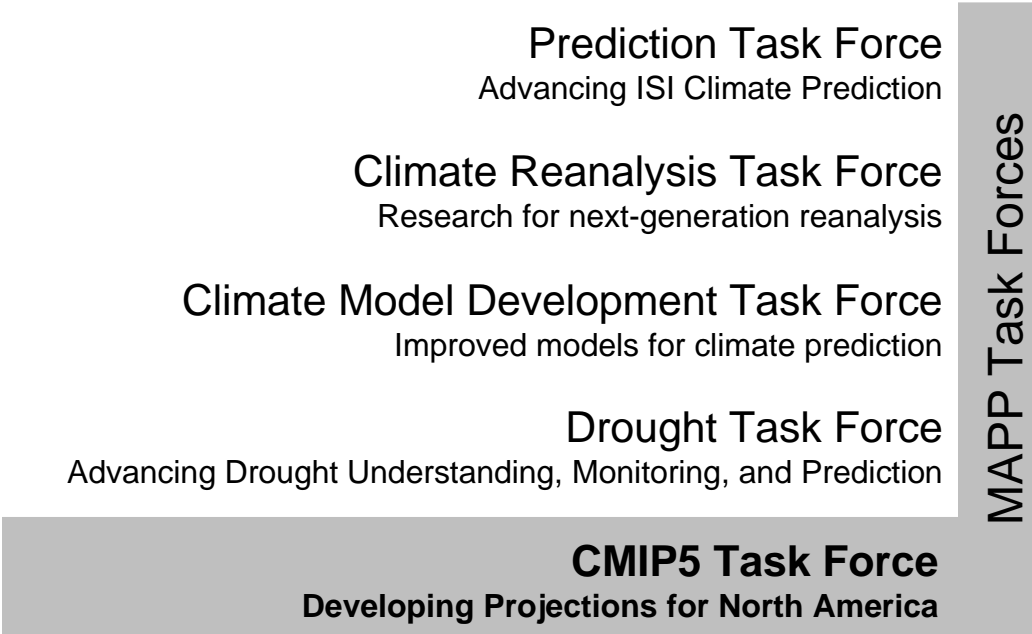 Prediction Task Force
Advancing ISI Climate Prediction
Climate Reanalysis Task Force
Research for next-generation reanalysis
Climate Model Development Task Force
Improved models for climate prediction
Drought Task Force
Advancing Drought Understanding, Monitoring, and Prediction
CMIP5 Task Force
Developing Projections for North America
MAPP Task Forces